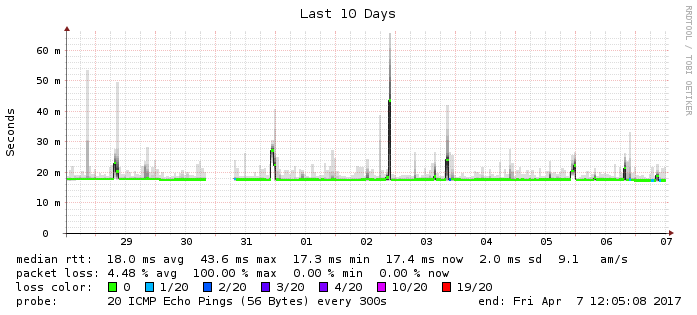 Last 10 Days
RRDTOOL / TOBI OETIKER
Seconds
60 m
50 m
40 m
30 m
20 m
10 m
0
29 30 31 01 02 03 04 05 06 07
median rtt: 18.0 ms avg 43.6 ms max 17.3 ms min 17.4 ms now 2.0 ms sd 9.1 am/s
packet loss: 4.48 % avg 100.00 % max 0.00 % min 0.00 % now
loss color: 0 1/20 2/20 3/20 4/20 10/20 19/20
probe: 20 ICMP Echo Pings (56 Bytes) every 300s end: Fri Apr 7 12:05:08 2017